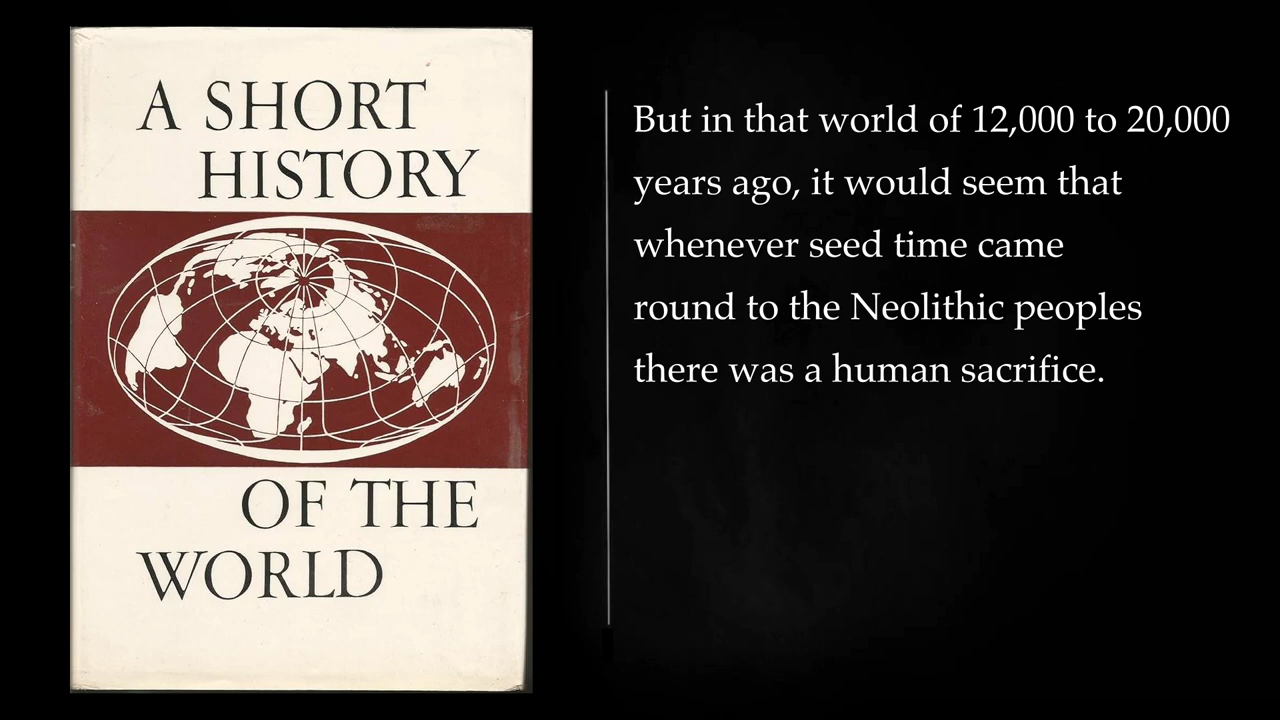 A SHORT
HISTORY
OF THE
WORLD
But in that world of 12,000 to 20,000
years ago, it would seem that
whenever seed time came
round to the Neolithic peoples
there was a human sacrifice.